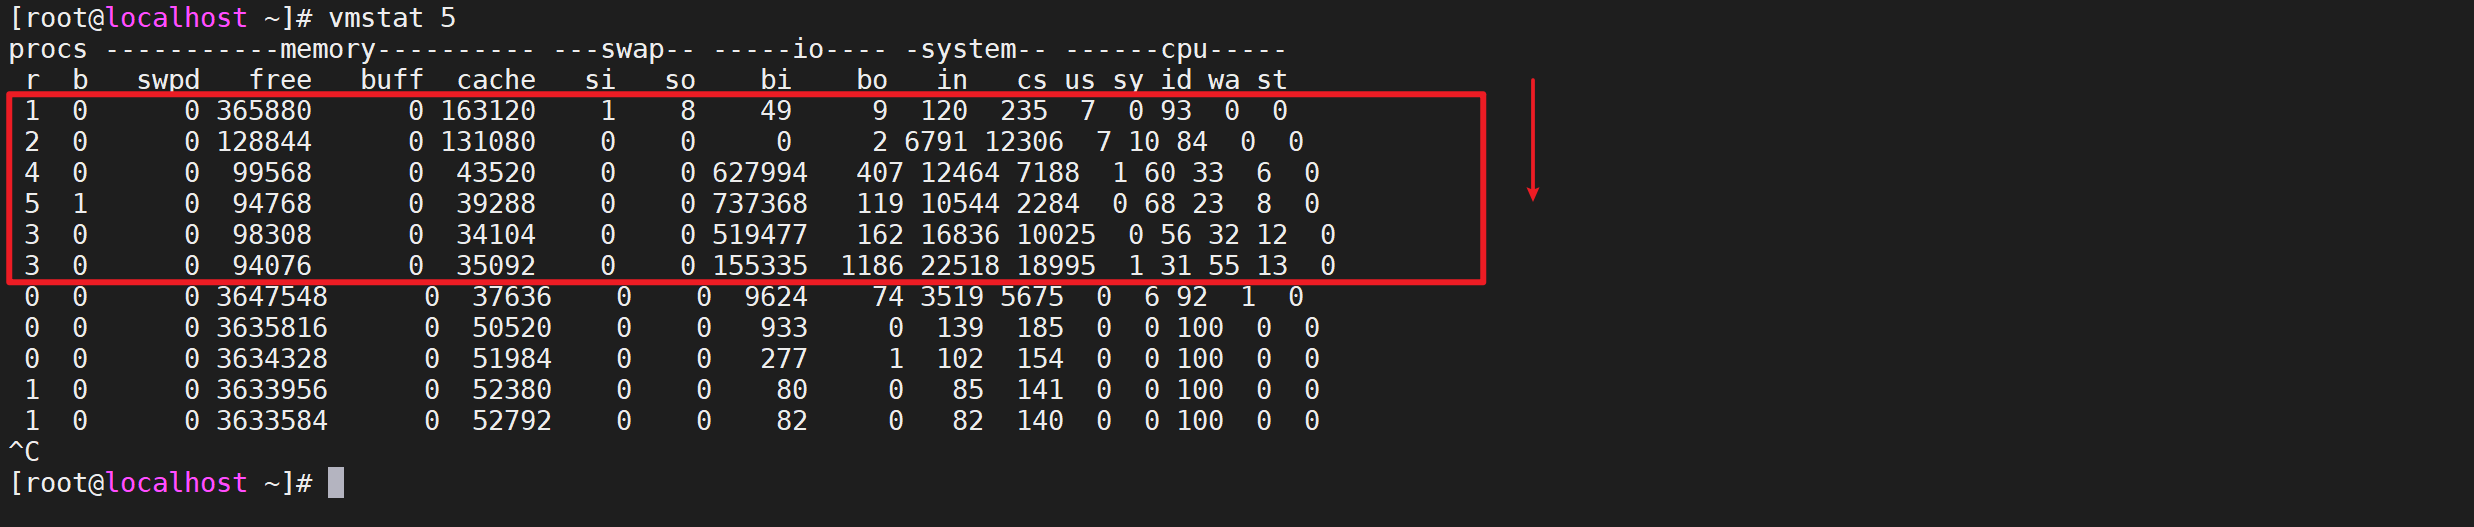 [root@localhost ~]# vmstat 5
procs -----------memory---------- ---swap-- -----io---- -system-- ------cpu-----
 r  b   swpd   free   buff  cache   si   so    bi    bo   in   cs us sy id wa st
 1  0      0 365880      0 163120    1    8    49     9  120  235  7  0 93  0  0
 2  0      0 128844      0 131080    0    0     0     2 6791 12306  7 10 84  0  0
 4  0      0  99568      0  43520    0    0 627994   407 12464 7188  1 60 33  6  0
 5  1      0  94768      0  39288    0    0 737368   119 10544 2284  0 68 23  8  0
 3  0      0  98308      0  34104    0    0 519477   162 16836 10025  0 56 32 12  0
 3  0      0  94076      0  35092    0    0 155335  1186 22518 18995  1 31 55 13  0
 0  0      0 3647548      0  37636    0    0  9624    74 3519 5675  0  6 92  1  0
 0  0      0 3635816      0  50520    0    0   933     0  139  185  0  0 100  0  0
 0  0      0 3634328      0  51984    0    0   277     1  102  154  0  0 100  0  0
 1  0      0 3633956      0  52380    0    0    80     0   85  141  0  0 100  0  0
 1  0      0 3633584      0  52792    0    0    82     0   82  140  0  0 100  0  0
^C
[root@localhost ~]#